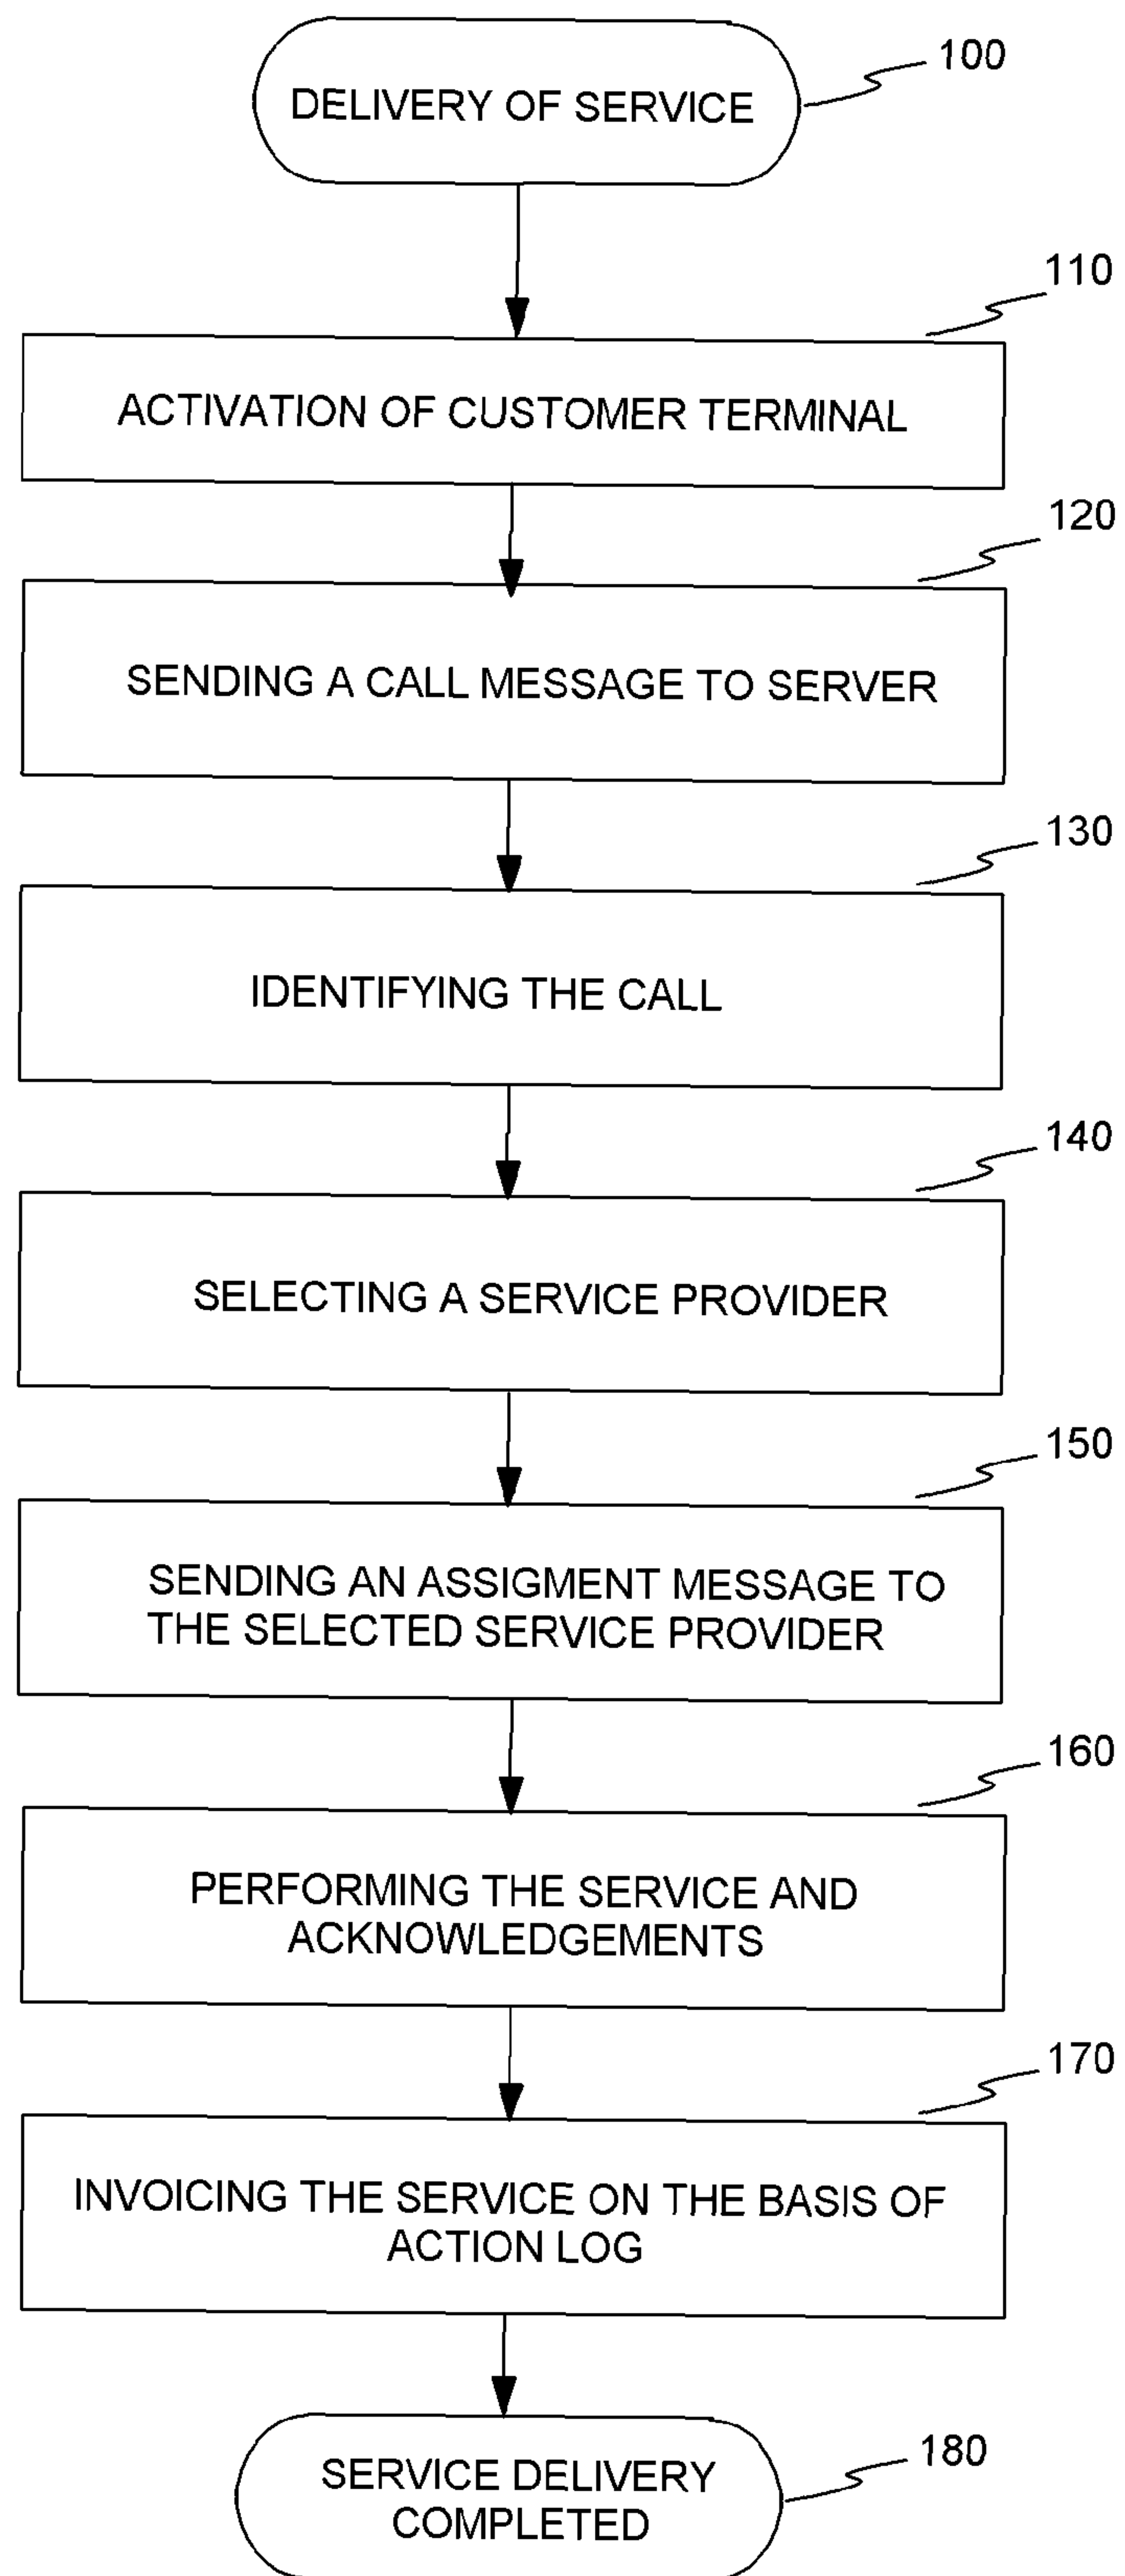 DELIVERY OF SERVICE
100
110
ACTIVATION OF CUSTOMER TERMINAL
120
SENDING A CALL MESSAGE TO SERVER
130
IDENTIFYING THE CALL
140
SELECTING A SERVICE PROVIDER
150
SENDING AN ASSIGMENT MESSAGE TO
THE SELECTED SERVICE PROVIDER
160
PERFORMING THE SERVICE AND
ACKNOWLEDGEMENTS
170
INVOICING THE SERVICE ON THE BASIS OF
ACTION LOG
180
SERVICE DELIVERY
COMPLETED